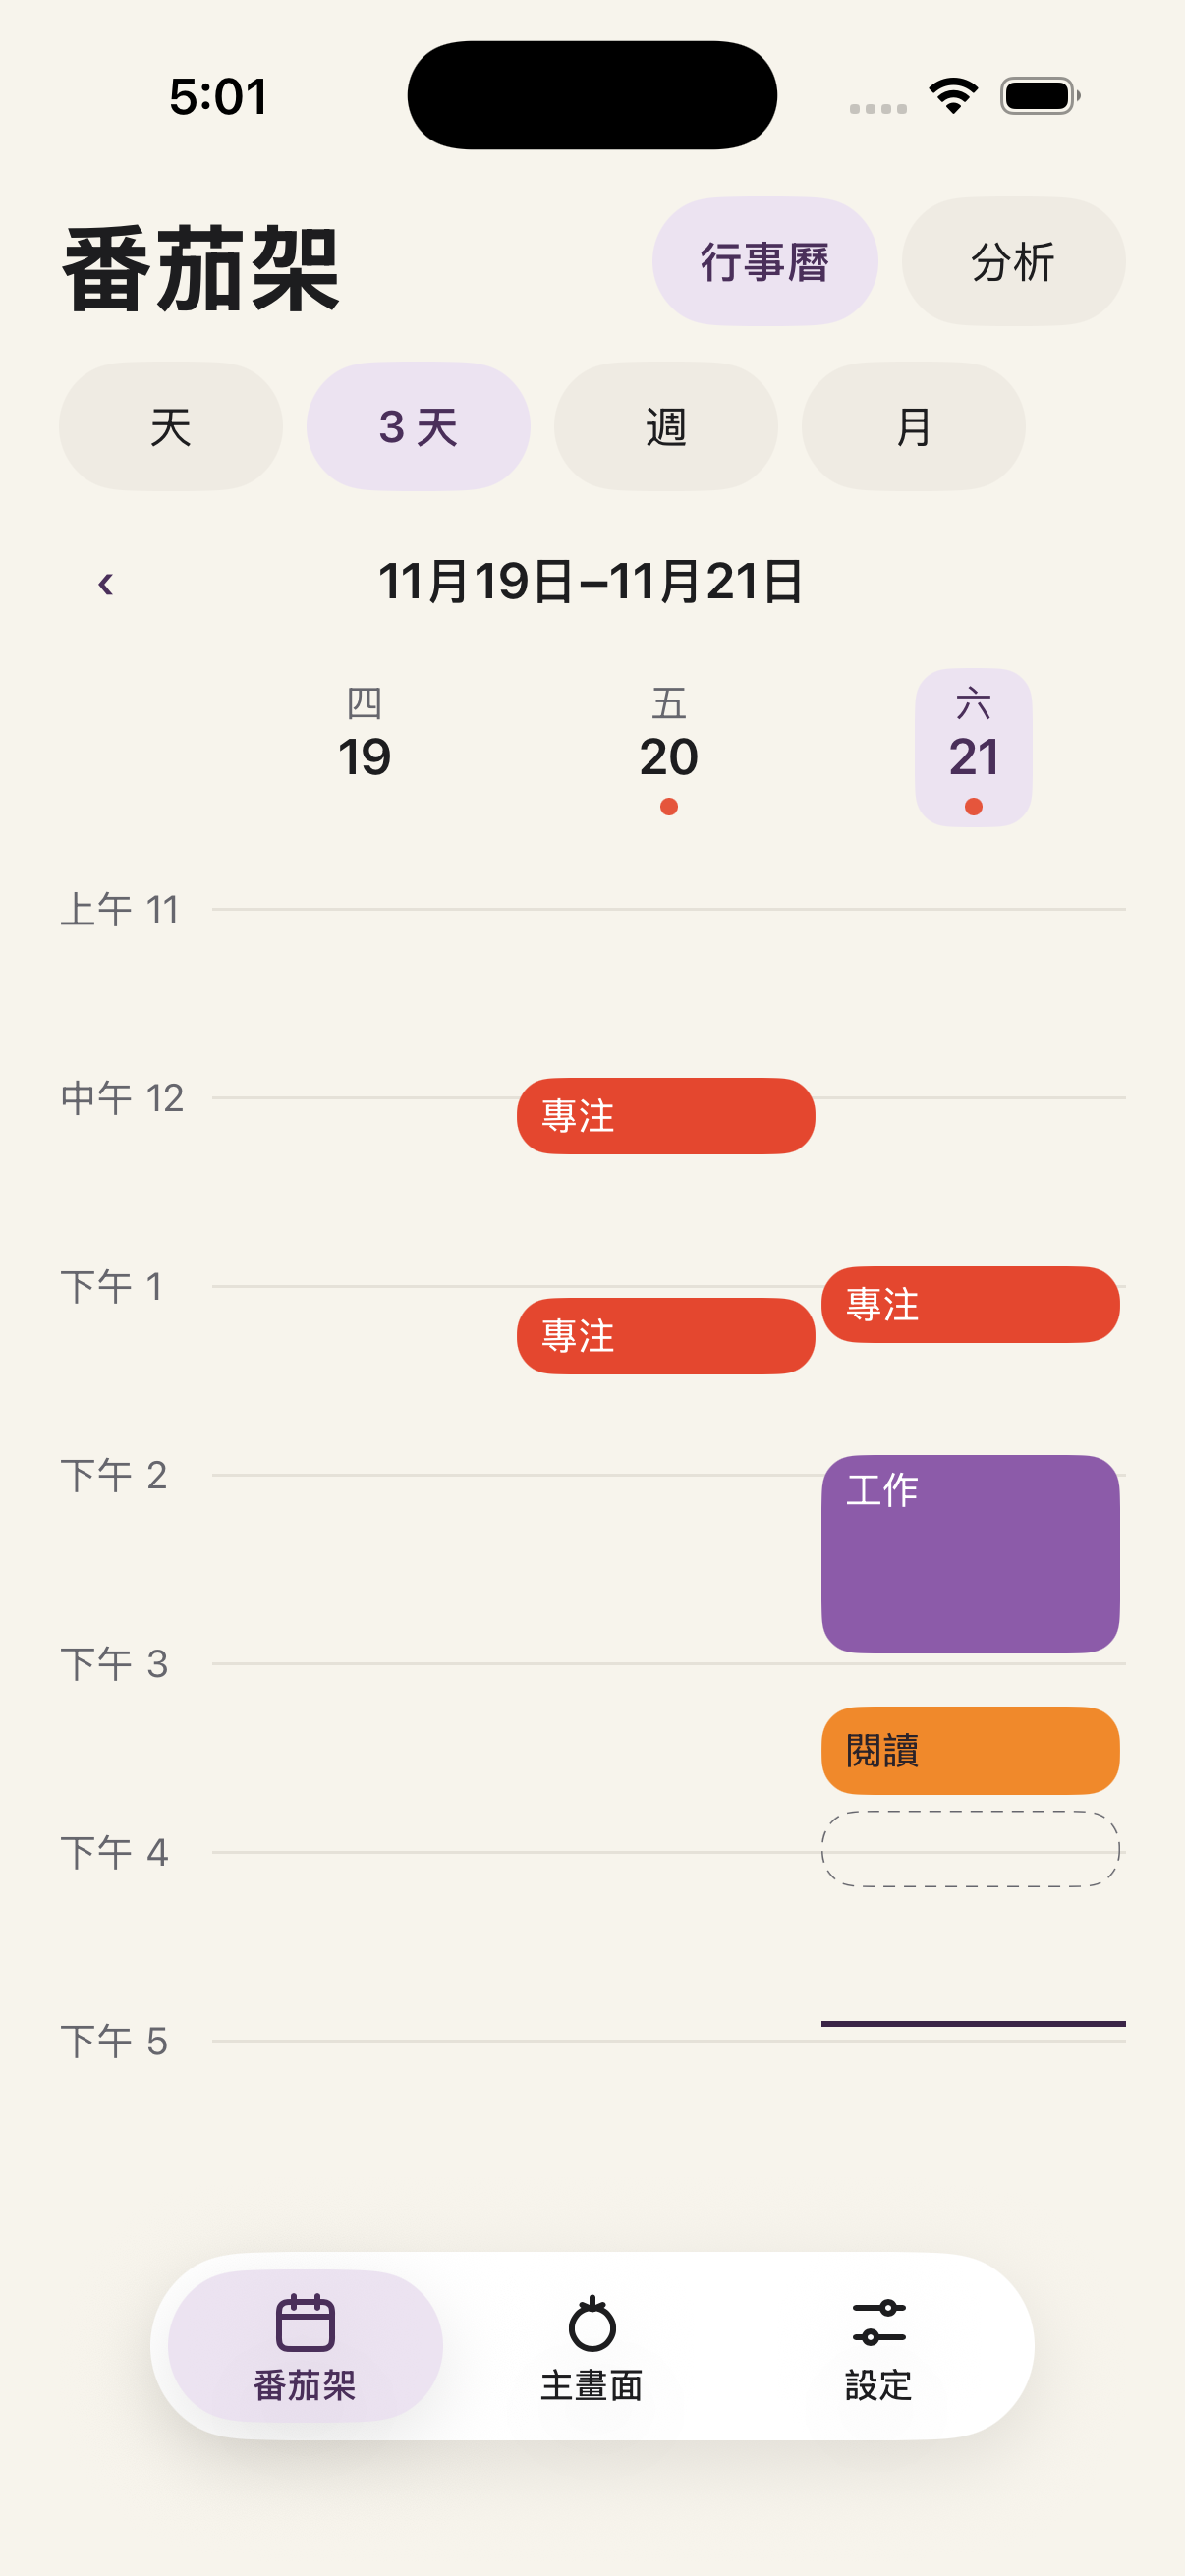 5:01
番茄架
行事曆
分析
天
3 天
週
月
‹
11月19日–11月21日
四
19
五
20
六
21
上午 11
中午 12
專注
下午 1
專注
專注
下午 2
工作
下午 3
閱讀
下午 4
下午 5
番茄架
主畫面
設定